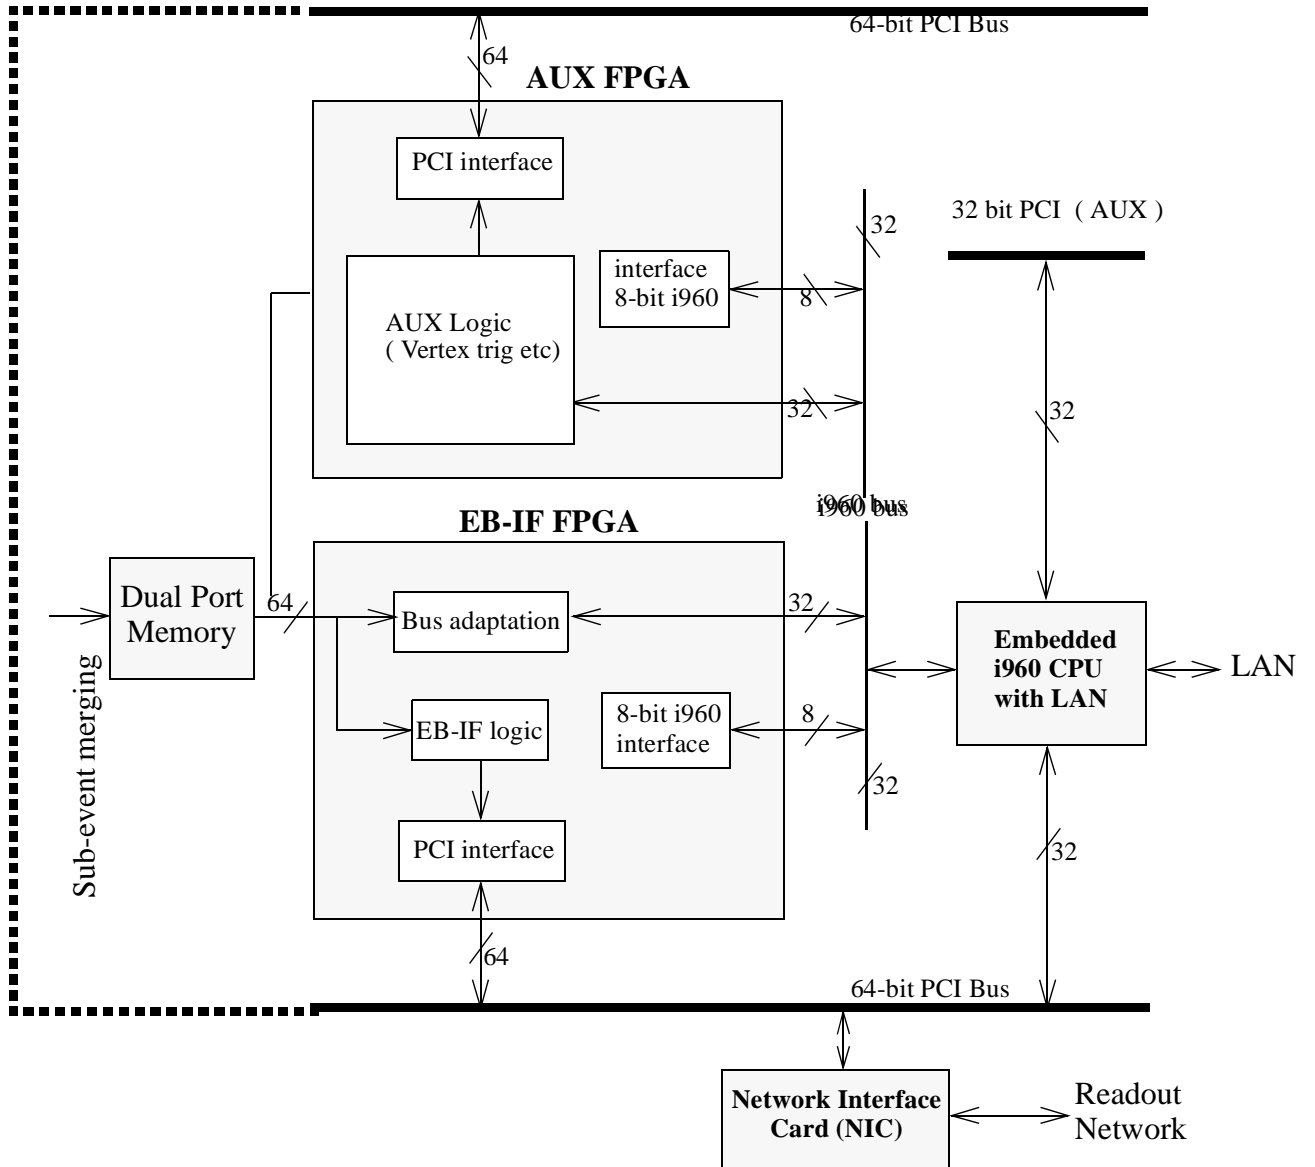 64-bit PCI Bus
64
AUX FPGA
PCI interface
32
32 bit PCI ( AUX )
interface
8-bit i960
8
AUX Logic
( Vertex trig etc)
32
32
i960 bus
i960 bus
EB-IF FPGA
Dual Port
Memory
64
Bus adaptation
32
Embedded
i960 CPU
with LAN
LAN
Sub-event merging
EB-IF logic
8-bit i960
interface
8
32
PCI interface
32
64
64-bit PCI Bus
Network Interface
Card (NIC)
Readout
Network